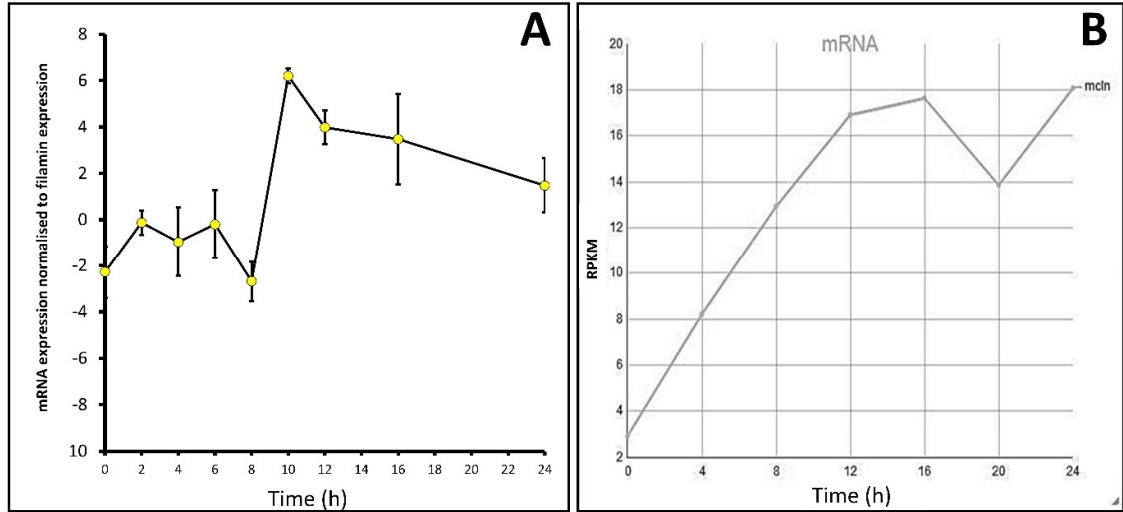 A
mRNA expression normalised to filamin expression
8
6
4
2
0
-2
-4
-6
-8
10
0 2 4 6 8 10 12 14 16 18 20 22 24
Time (h)
B
mRNA
RPKM
20
18
16
14
12
10
8
6
4
2
mcln
0 4 8 12 16 20 24
Time (h)